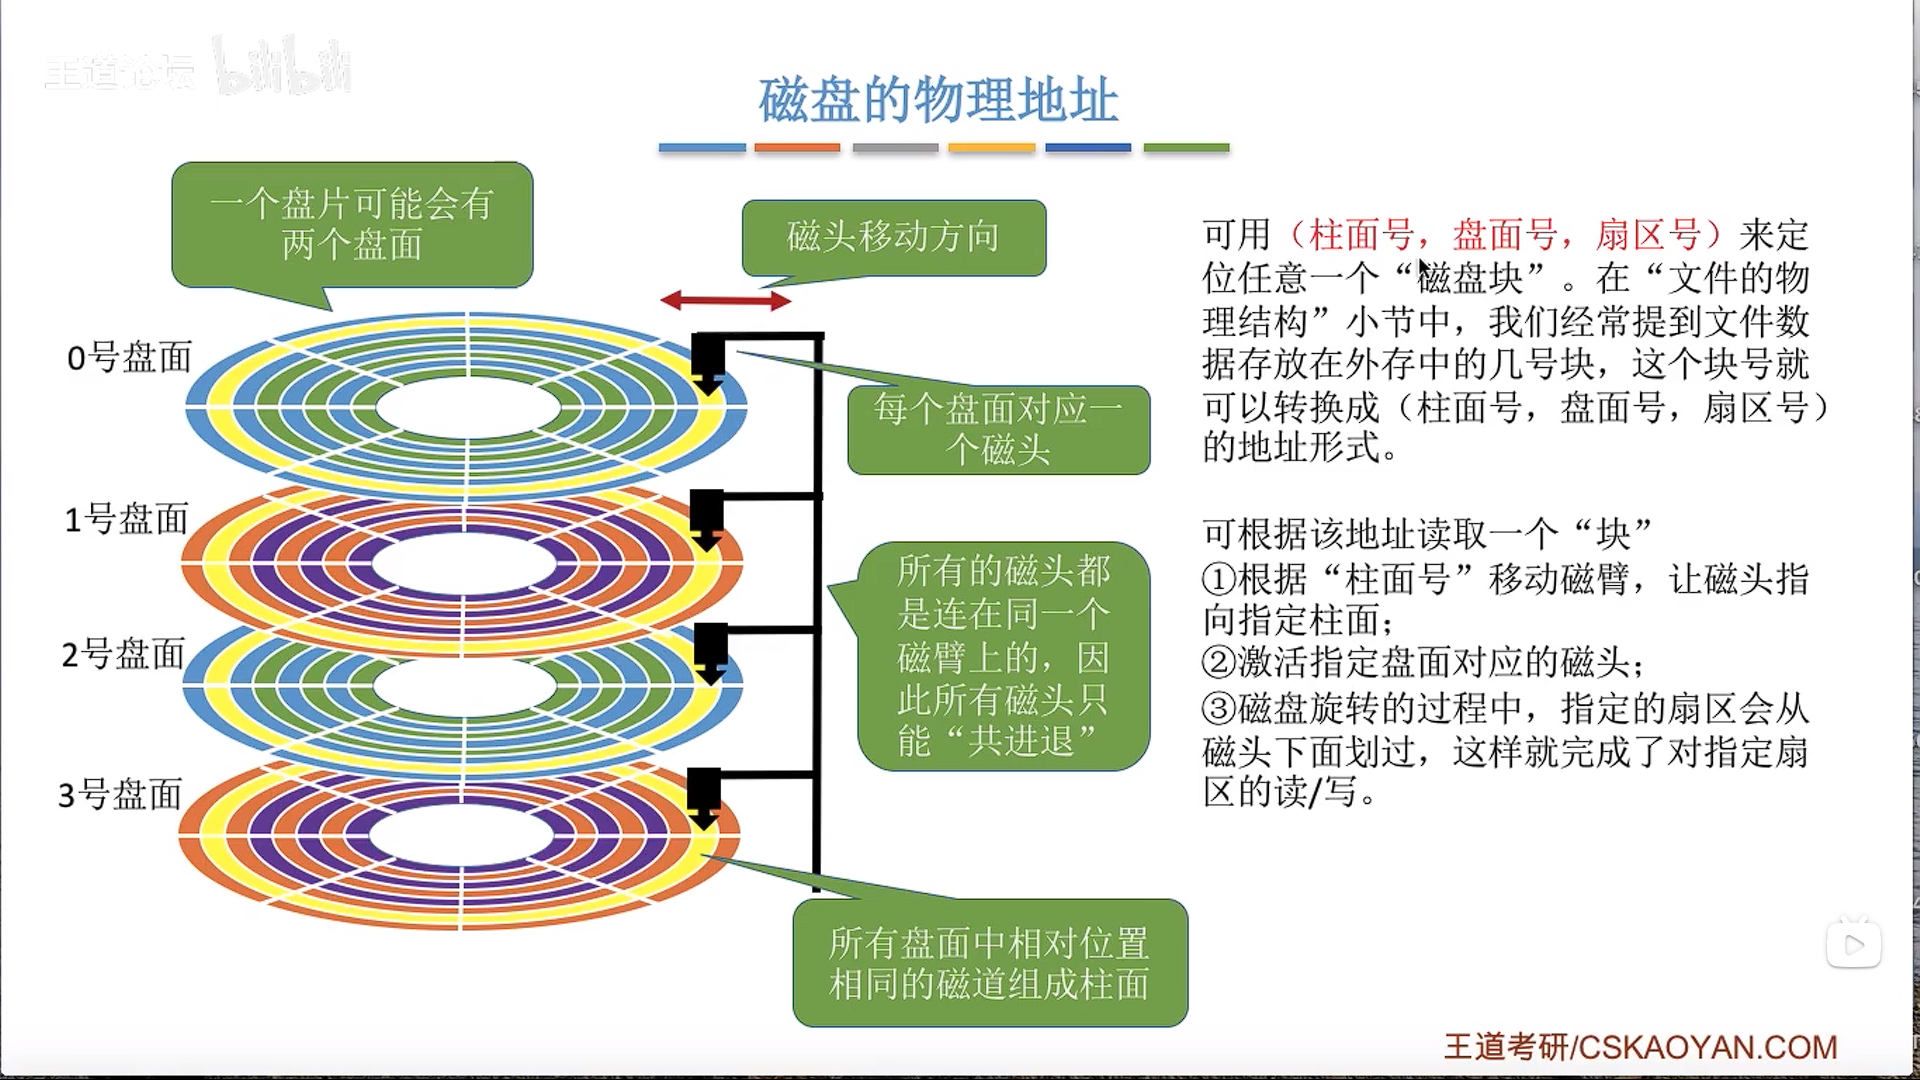 王道论坛 bilibili
磁盘的物理地址
一个盘片可能会有
两个盘面
磁头移动方向
0号盘面
每个盘面对应一
个磁头
1号盘面
所有的磁头都
是连在同一个
磁臂上的，因
此所有磁头只
能“共进退”
2号盘面
3号盘面
所有盘面中相对位置
相同的磁道组成柱面
可用（柱面号，盘面号，扇区号）来定
位任意一个“磁盘块”。在“文件的物
理结构”小节中，我们经常提到文件数
据存放在外存中的几号块，这个块号就
可以转换成（柱面号，盘面号，扇区号）
的地址形式。
可根据该地址读取一个“块”
①根据“柱面号”移动磁臂，让磁头指
向指定柱面；
②激活指定盘面对应的磁头；
③磁盘旋转的过程中，指定的扇区会从
磁头下面划过，这样就完成了对指定扇
区的读/写。
王道考研/CSKAOYAN.COM